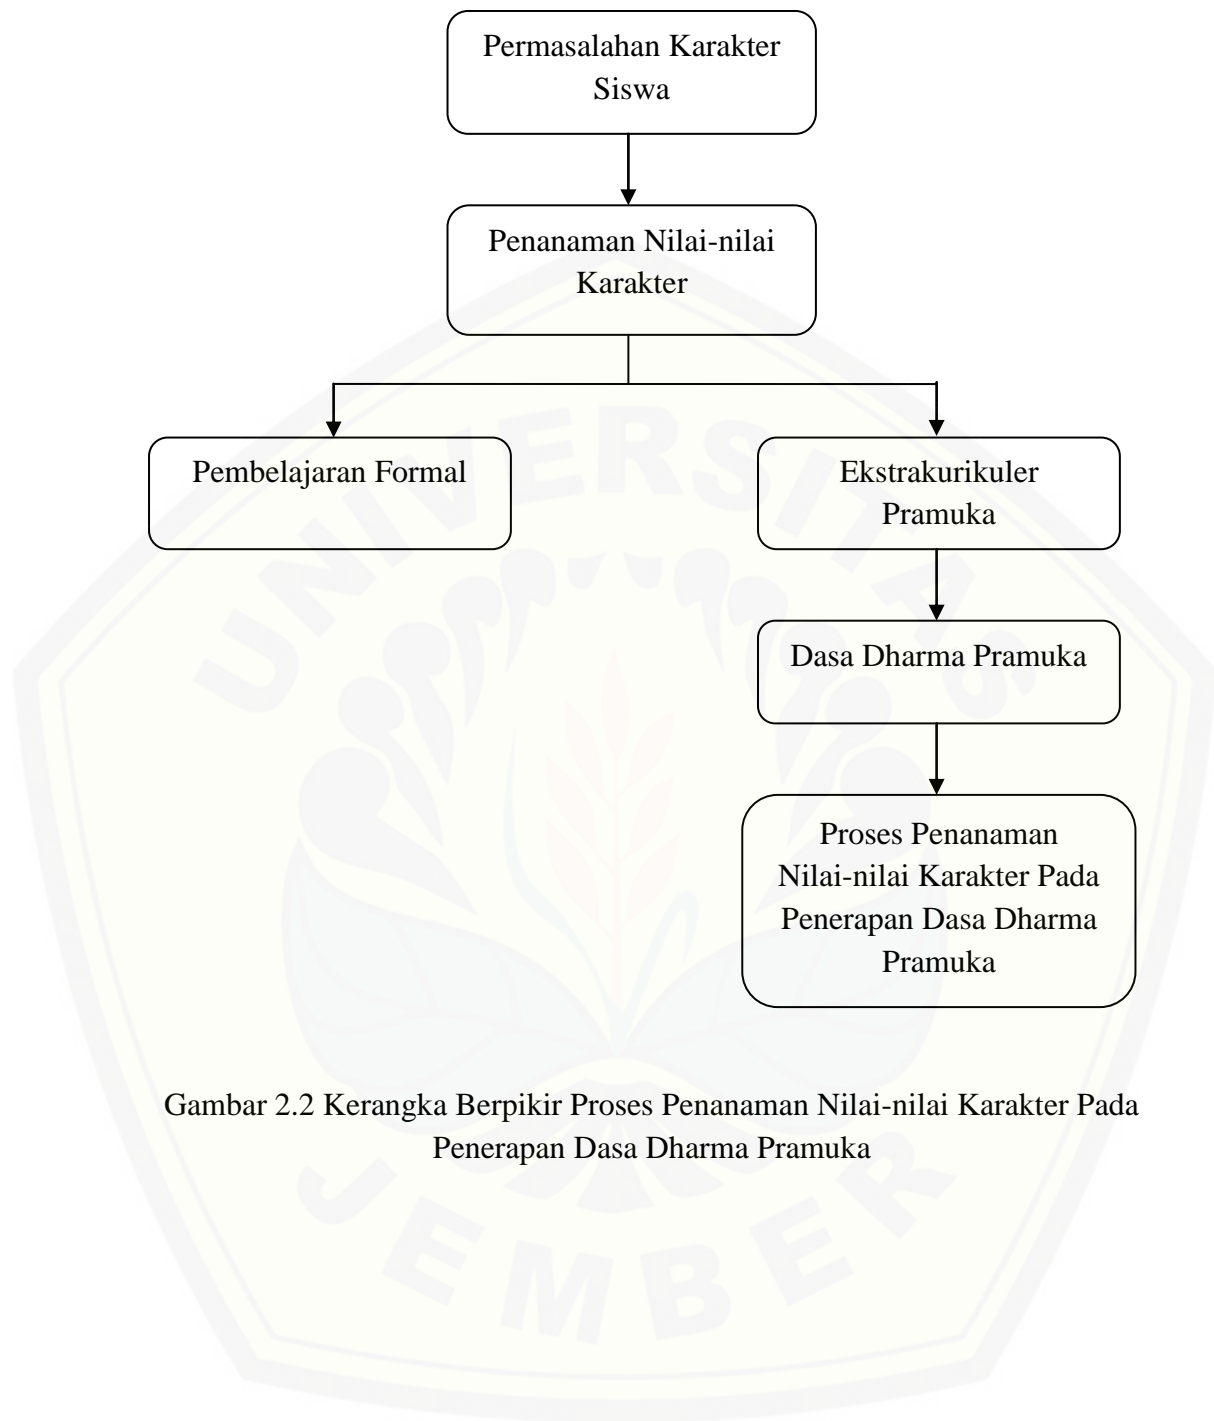 Permasalahan Karakter
Siswa
Penanaman Nilai-nilai
Karakter
Pembelajaran Formal
Ekstrakurikuler
Pramuka
Dasa Dharma Pramuka
Proses Penanaman
Nilai-nilai Karakter Pada
Penerapan Dasa Dharma
Pramuka
Gambar 2.2 Kerangka Berpikir Proses Penanaman Nilai-nilai Karakter Pada
Penerapan Dasa Dharma Pramuka
UNIVERSITAS
JEMBER